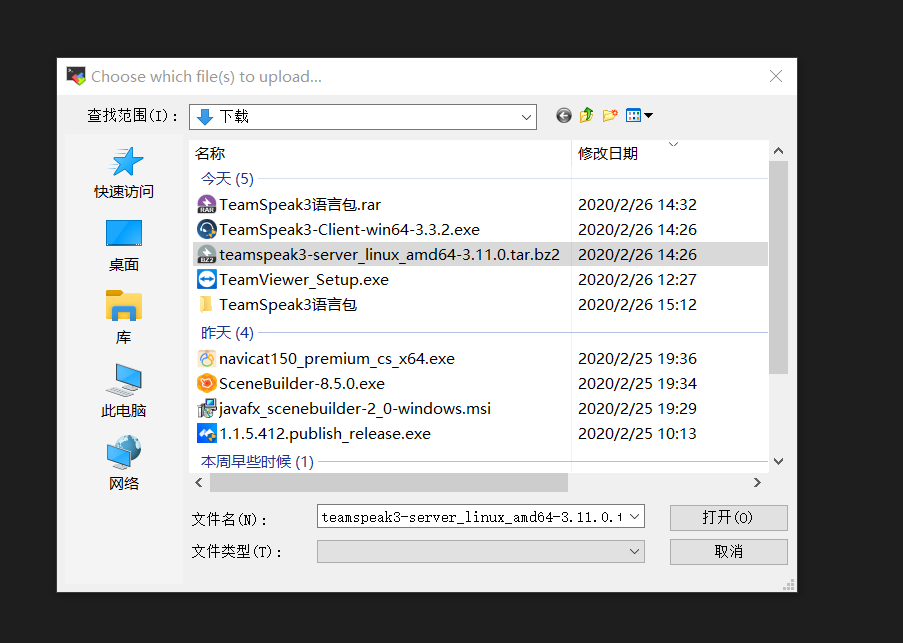 Choose which file(s) to upload...
查找范围(I): 下载
名称 修改日期
今天 (5)
TeamSpeak3语言包.rar 2020/2/26 14:32
TeamSpeak3-Client-win64-3.3.2.exe 2020/2/26 14:26
teamspeak3-server_linux_amd64-3.11.0.tar.bz2 2020/2/26 14:26
TeamViewer_Setup.exe 2020/2/26 12:27
TeamSpeak3语言包 2020/2/26 15:12
昨天 (4)
navicat150_premium_cs_x64.exe 2020/2/25 19:36
SceneBuilder-8.5.0.exe 2020/2/25 19:34
javafx_scenebuilder-2_0-windows.msi 2020/2/25 19:29
1.1.5.412.publish_release.exe 2020/2/25 10:13
本周早些时候 (1)
快速访问
桌面
库
此电脑
网络
文件名(N): teamspeak3-server_linux_amd64-3.11.0.t 打开(O)
文件类型(T): 取消